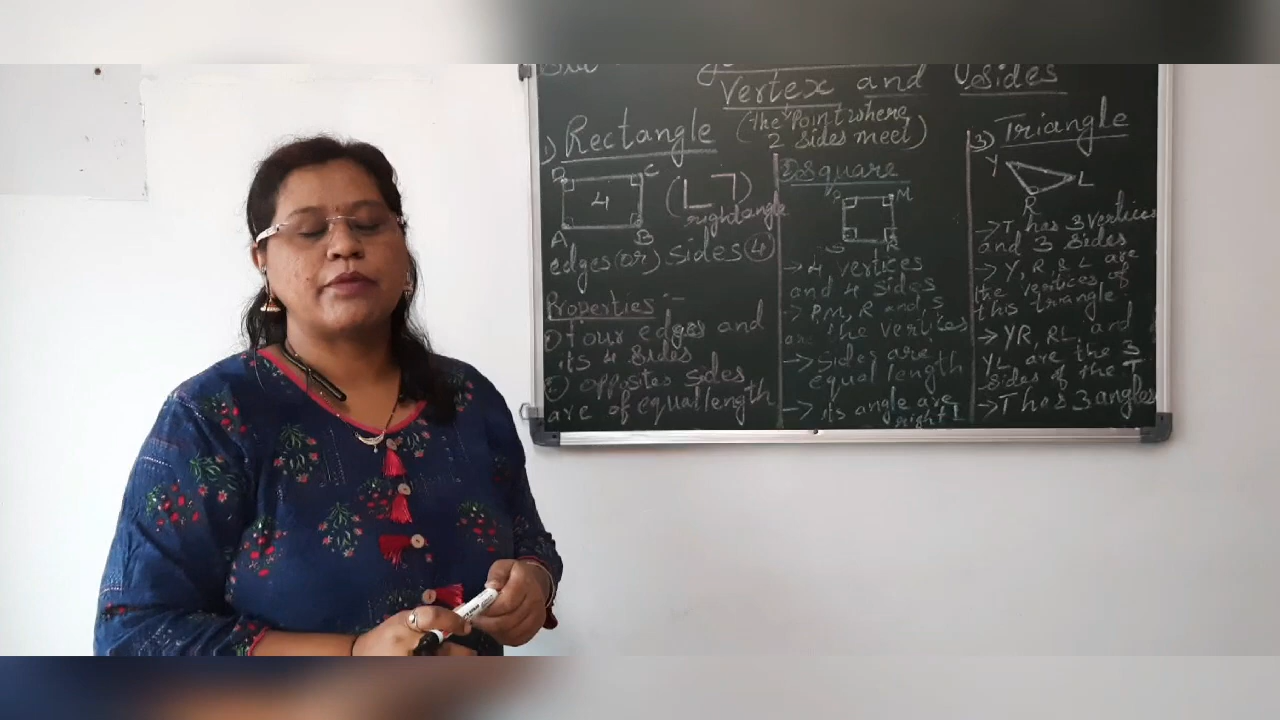 Vertex and sides
(the point where
2 sides meet)
1) Rectangle
D C
4
A B
(right angle)
edges (or) sides 4
Properties :-
① Four edges and
its 4 sides
② opposites sides
are of equal length
2) Square
P M
S R
→ 4 vertices
and 4 sides
→ P, M, R and S
are the vertices
→ sides are
equal length
→ its angle are
right
3) Triangle
Y L
R
→ T has 3 vertices
and 3 sides
→ Y, R, & L are
the vertices of
this triangle
→ YR, RL and
YL are the 3
sides of the T
→ T has 3 angles